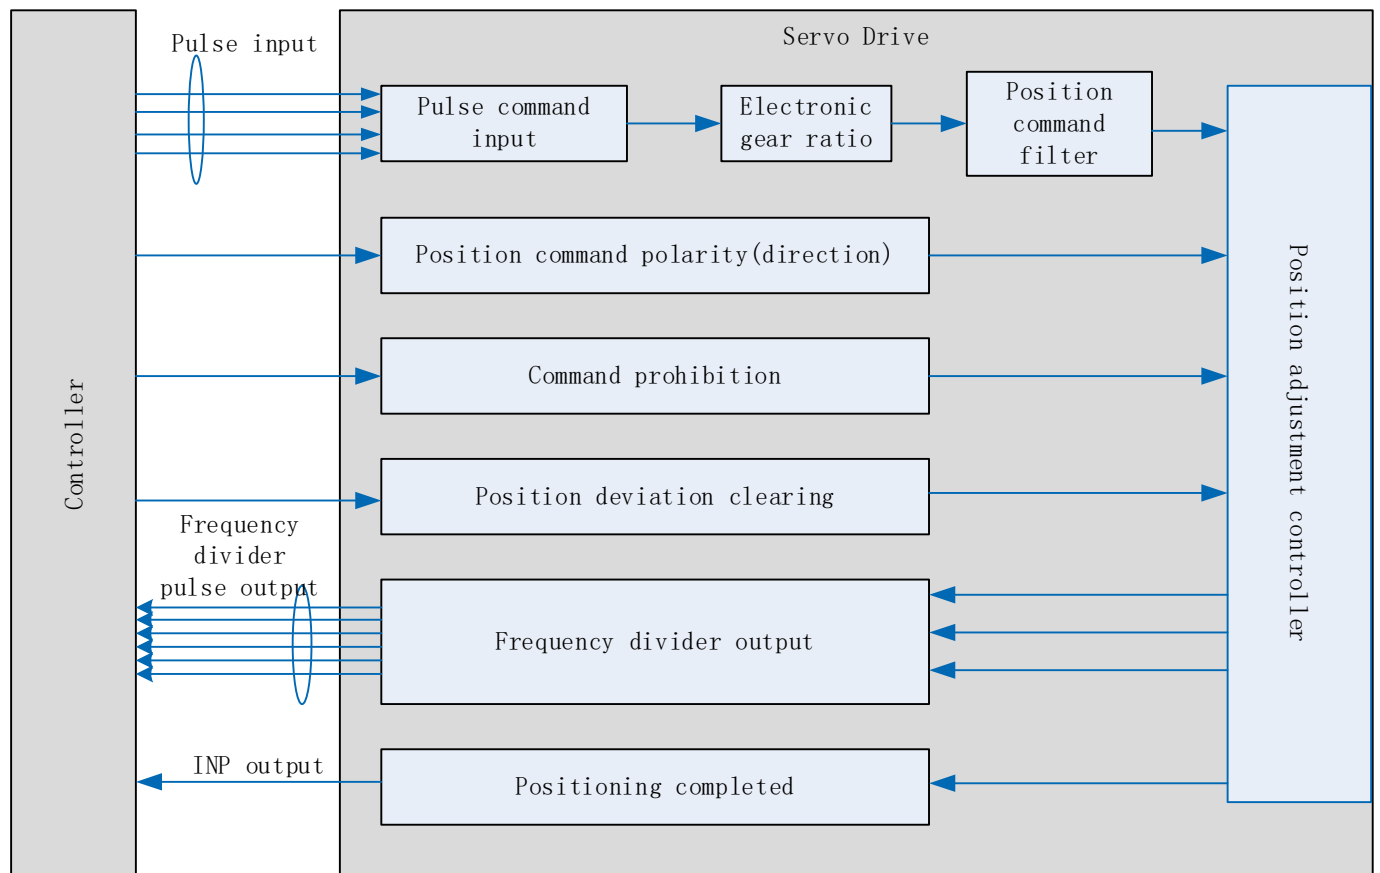 Pulse input
Servo Drive
Pulse command
input
Electronic
gear ratio
Position
command
filter
Position command polarity(direction)
Command prohibition
Position deviation clearing
Controller
Position adjustment controller
Frequency
divider
pulse output
Frequency divider output
INP output
Positioning completed